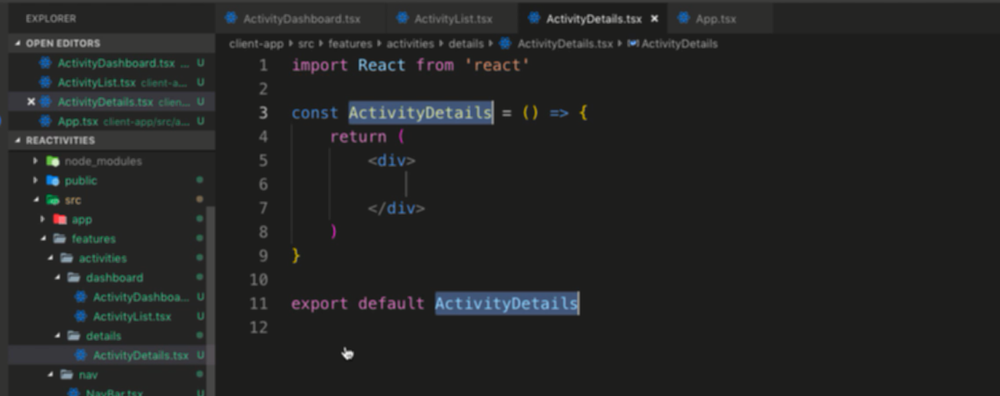 EXPLORER
OPEN EDITORS
ActivityDashboard.tsx ... U
ActivityList.tsx client-a... U
ActivityDetails.tsx clien... U
App.tsx client-app/src/a... U
REACTIVITIES
node_modules
public
src
app
features
activities
dashboard
ActivityDashboa... U
ActivityList.tsx U
details
ActivityDetails.tsx U
nav
NavBar.tsx U
ActivityDashboard.tsx ActivityList.tsx ActivityDetails.tsx × App.tsx
client-app src features activities details ActivityDetails.tsx ActivityDetails
1 import React from 'react'
2
3 const ActivityDetails = () => {
4 return (
5 <div>
6
7 </div>
8 )
9 }
10
11 export default ActivityDetails
12